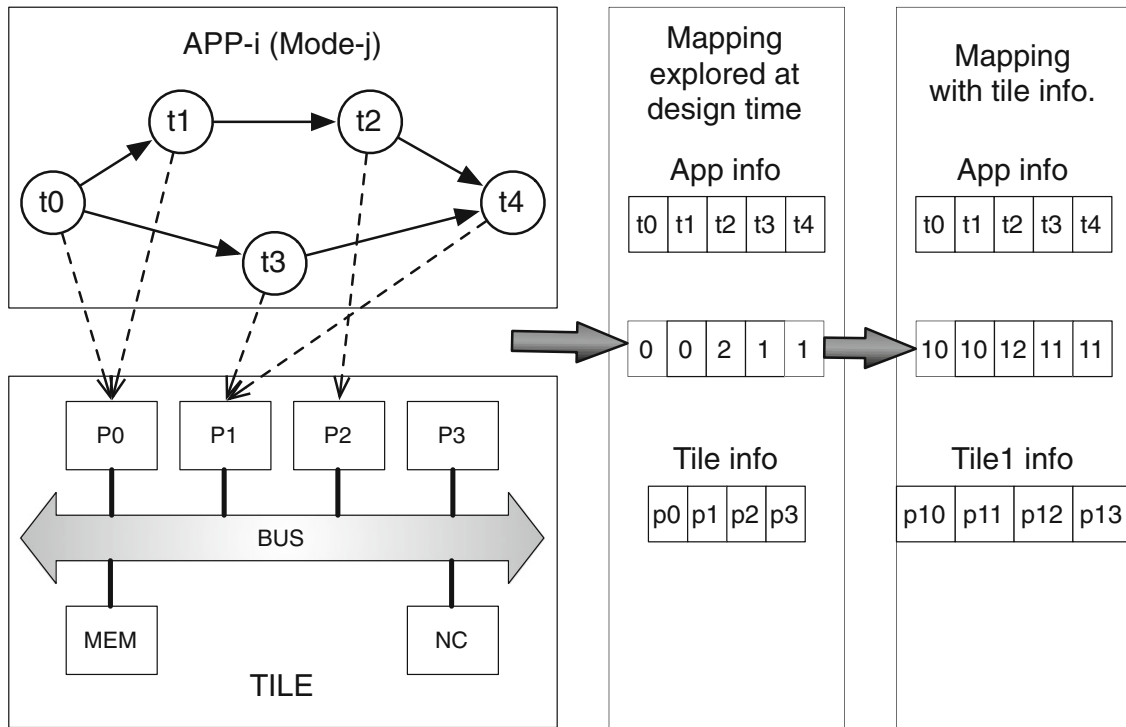 APP-i (Mode-j)
t1
t2
t0
t4
t3
P0
P1
P2
P3
BUS
MEM
NC
TILE
Mapping
explored at
design time
App info
t0 t1 t2 t3 t4
0 0 2 1 1
Tile info
p0 p1 p2 p3
Mapping
with tile info.
App info
t0 t1 t2 t3 t4
10 10 12 11 11
Tile1 info
p10 p11 p12 p13